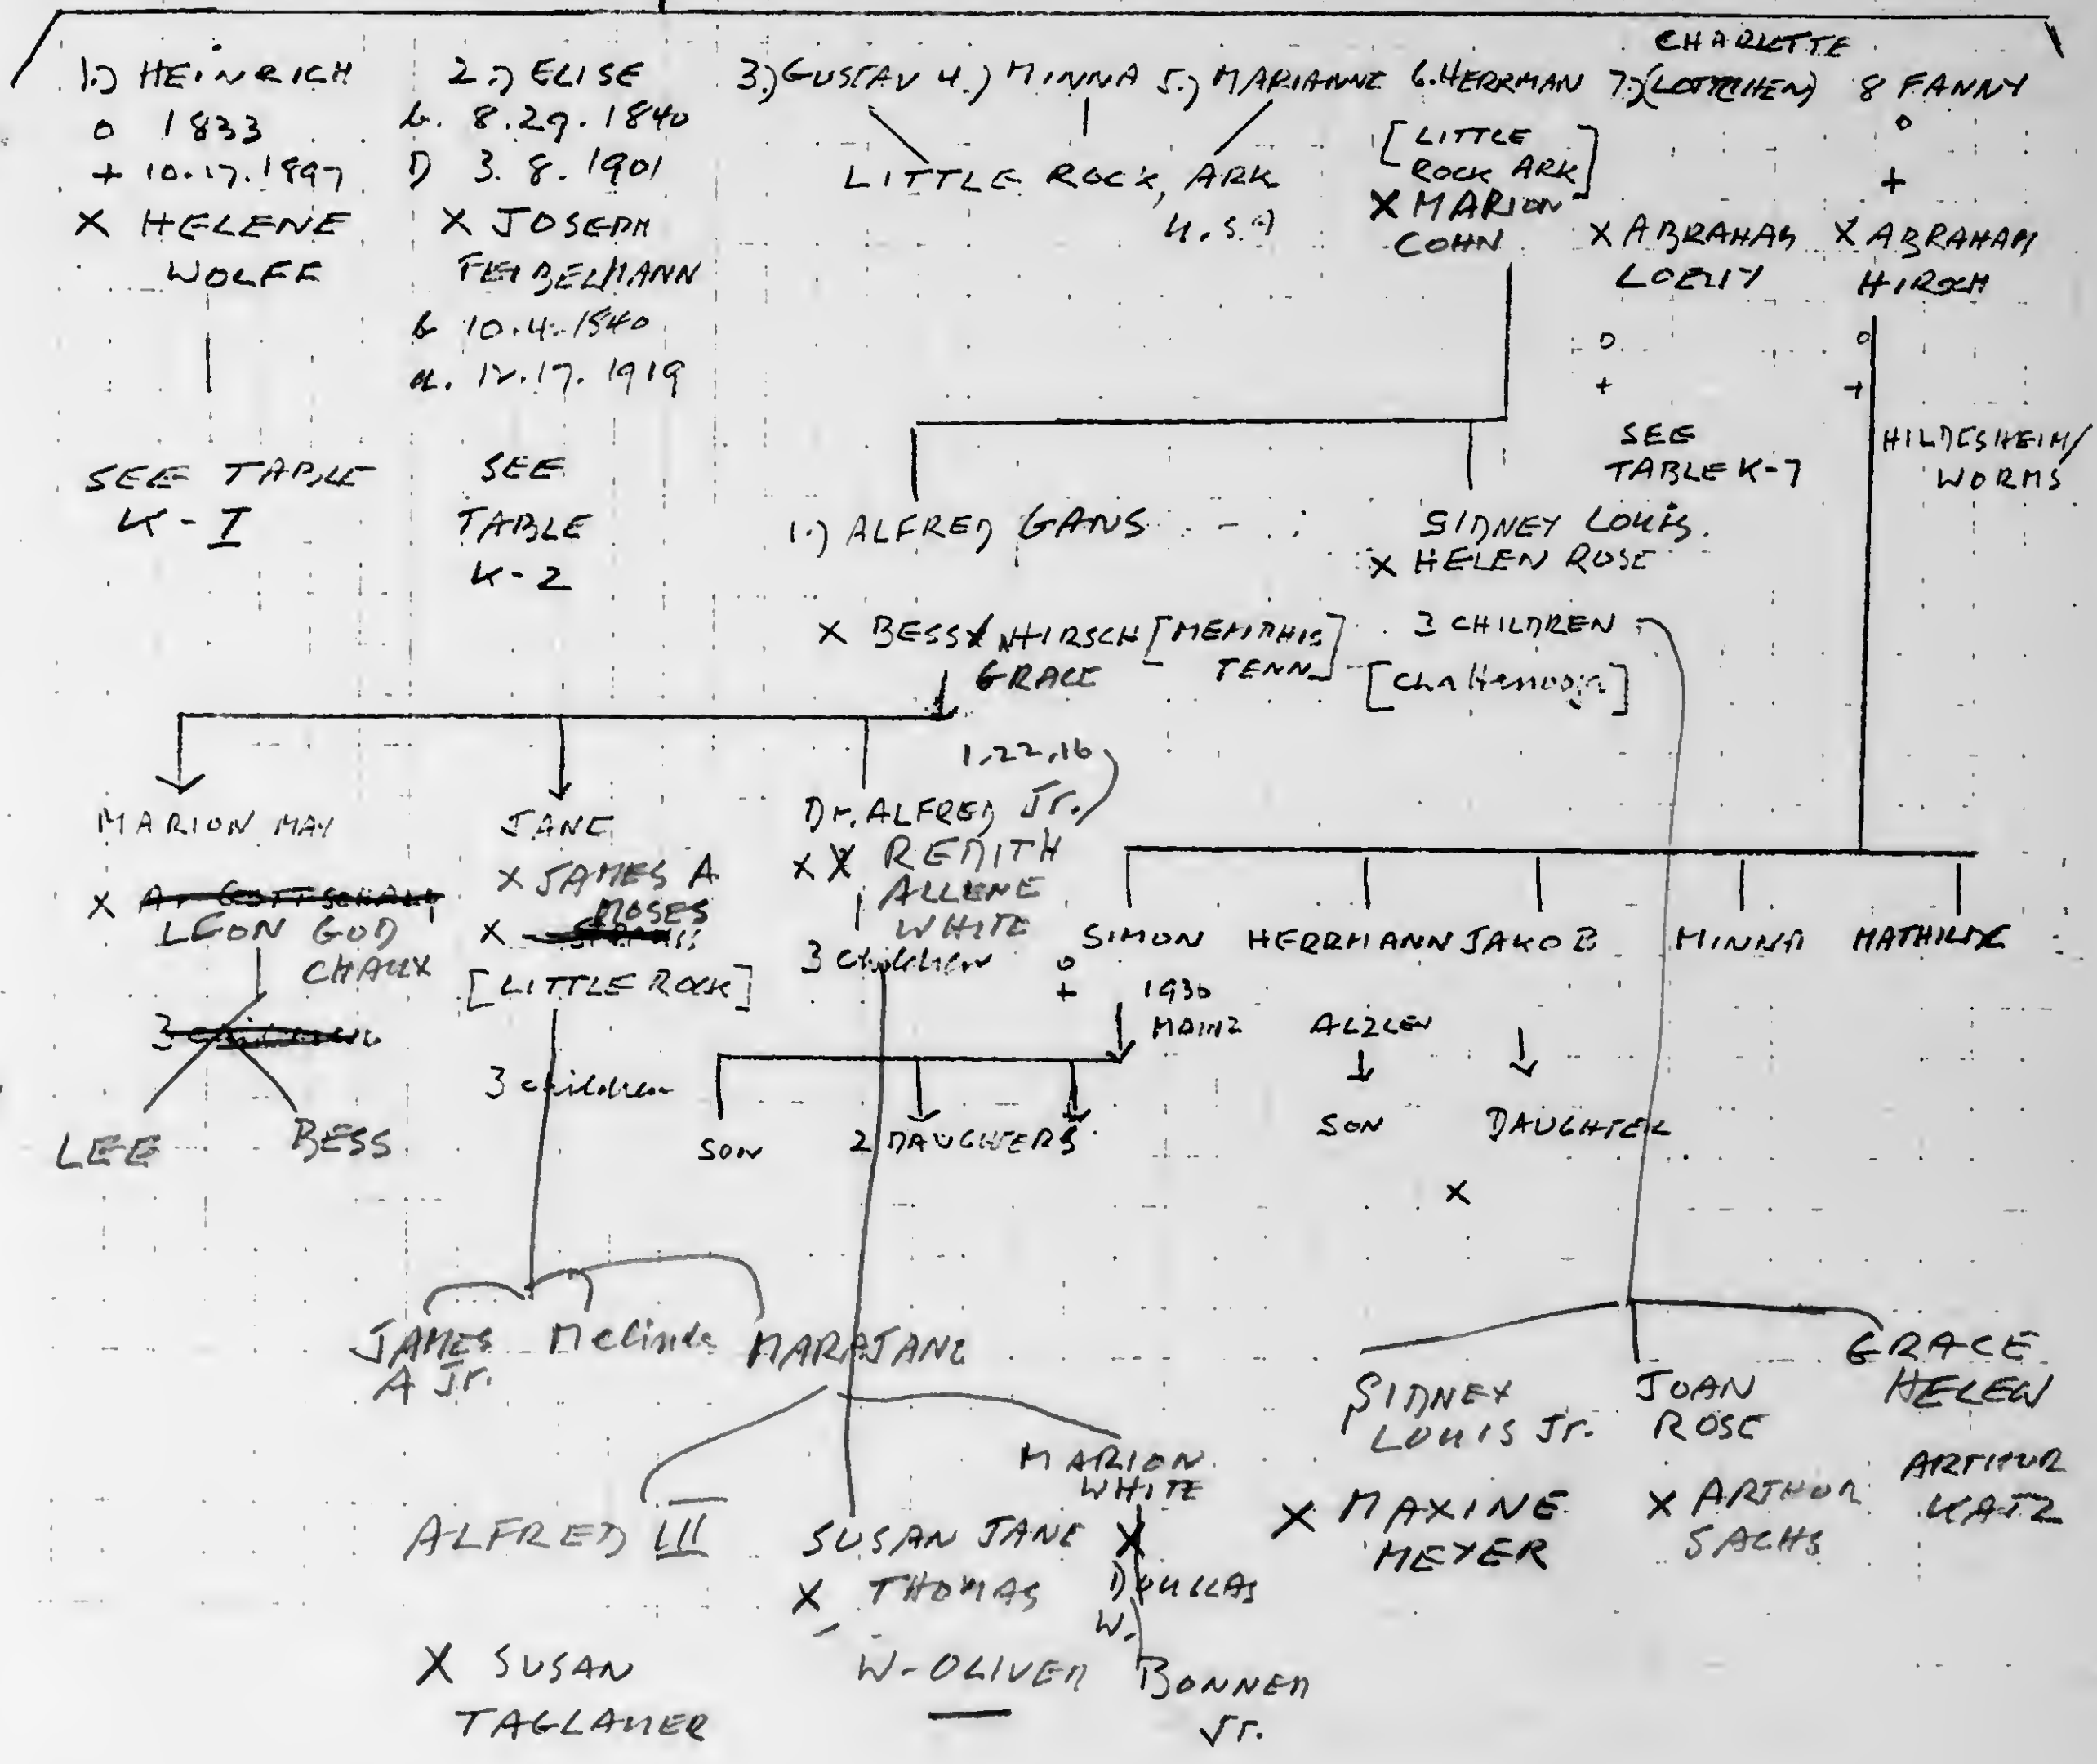 CHARLOTTE
1.) HEINRICH 2.) ELISE 3.) GUSTAV 4.) MINNA 5.) MARIANNE 6. HERRMAN 7.) (LOTTCHEN) 8 FANNY
o 1833
+ 10.17.1897
X HELENE
WOLFF
SEE TABLE
K - I
b. 8.29.1840
D 3. 8. 1901
X JOSEPH
FEIBELMANN
b 10.4.1840
d. 12.17.1919
SEE
TABLE
K - 2
LITTLE ROCK, ARK
U.S.A
[LITTLE
ROCK ARK]
X MARION
COHN
X ABRAHAM
LOEWY
o
+
SEE
TABLE K-7
o
+
X ABRAHAM
HIRSCH
o
+
HILDESHEIM/
WORMS
1.) ALFRED GANS
X BESS HIRSCH [MEMPHIS
GRACE TENN]
SIDNEY LOUIS
X HELEN ROSE
3 CHILDREN
[Chattanooga]
MARION MAY
X
LEON GOD
CHAUX
3 children
LEE BESS
JANE
X JAMES A
MOSES
X
[LITTLE ROCK]
3 children
1.22.16
Dr. ALFRED Jr.
X X REDITH
ALLENE
WHITE
3 children
SIMON HERRMANN JAKOB MINNA MATHILDE
o
+ 1930
MAINZ
ALZEY
SON 2 DAUGHTERS
SON DAUGHTER
X
JAMES Melinda MARAJANE
A Jr.
ALFRED III
X SUSAN
TAGLAUER
SUSAN JANE
X THOMAS
W-OLIVER
MARION
WHITE
X
DOUGLAS
W.
BONNER
Jr.
SIDNEY
LOUIS Jr.
X MAXINE
MEYER
JOAN
ROSE
X ARTHUR
SACHS
GRACE
HELEN
ARTHUR
KATZ